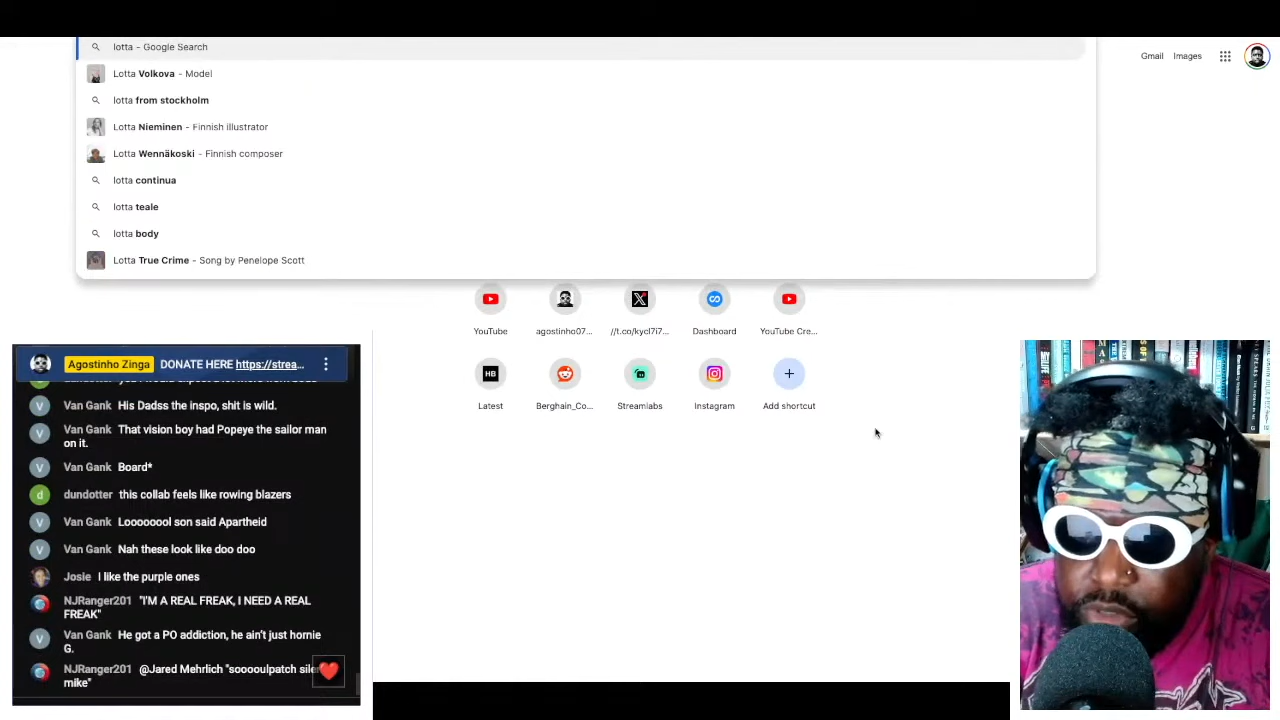 lotta - Google Search
Lotta Volkova - Model
lotta from stockholm
Lotta Nieminen - Finnish illustrator
Lotta Wennäkoski - Finnish composer
lotta continua
lotta teale
lotta body
Lotta True Crime - Song by Penelope Scott
Gmail Images
YouTube
agostinho07...
//t.co/kycl7i7...
Dashboard
YouTube Cre...
HB
Latest
Berghain_Co...
Streamlabs
Instagram
Add shortcut
Agostinho Zinga DONATE HERE https://strea...
Van Gank His Dadss the inspo, shit is wild.
Van Gank That vision boy had Popeye the sailor man
on it.
Van Gank Board*
dundotter this collab feels like rowing blazers
Van Gank Loooooool son said Apartheid
Van Gank Nah these look like doo doo
Josie I like the purple ones
NJRanger201 "I'M A REAL FREAK, I NEED A REAL
FREAK"
Van Gank He got a PO addiction, he ain't just hornie
G.
NJRanger201 @Jared Mehrlich "sooooulpatch
mike"